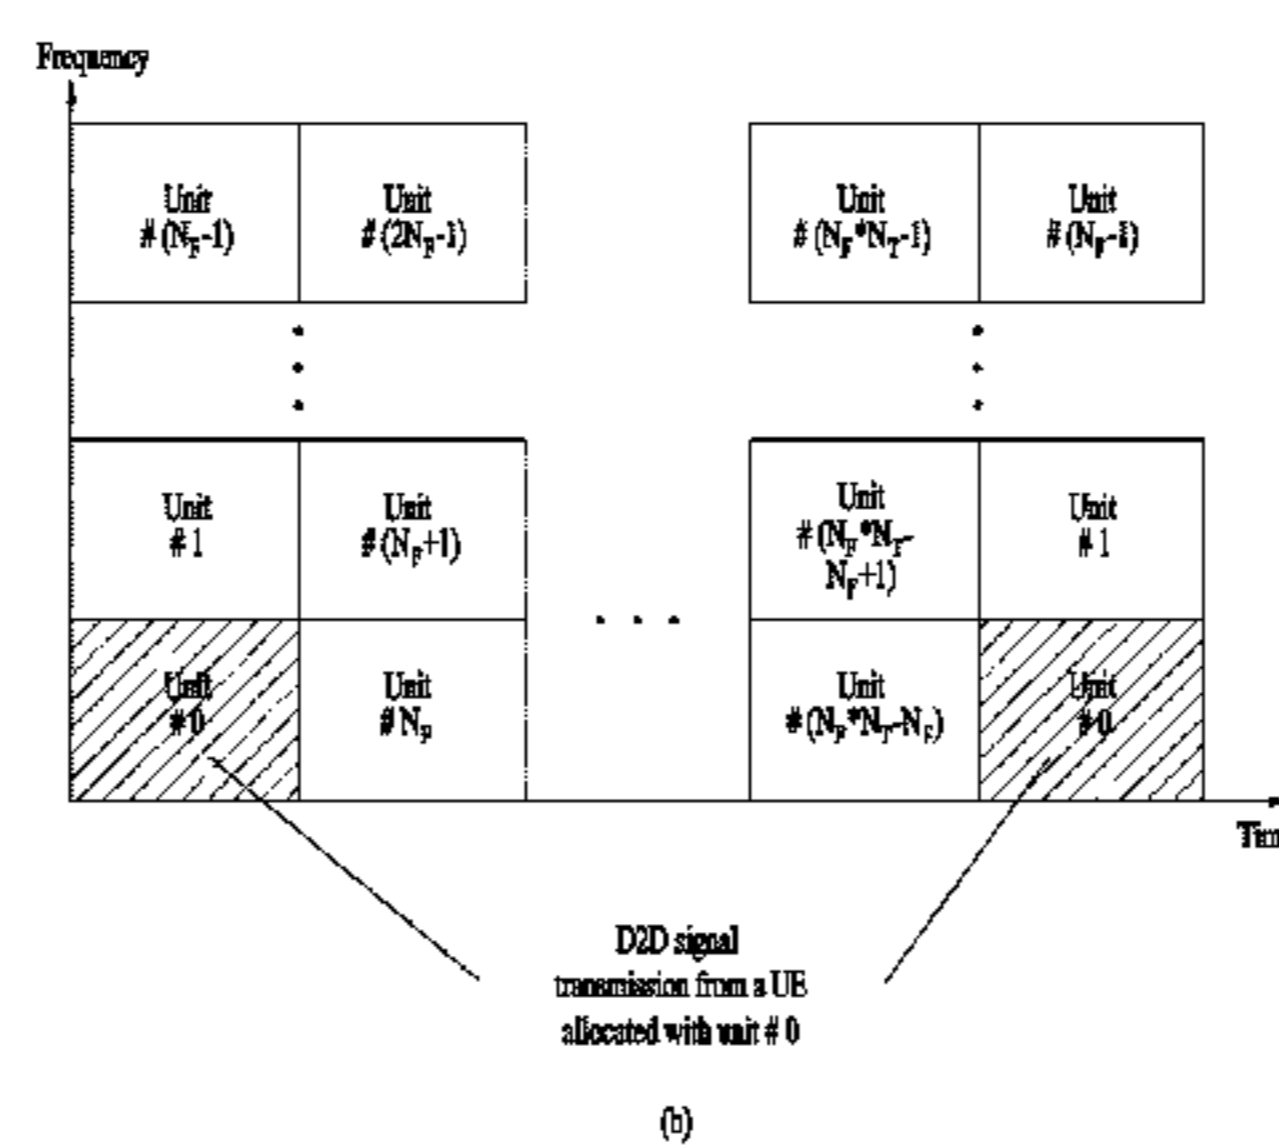 Frequency
Unit
# (N_F-1)
Unit
# (2N_F-1)
Unit
# (N_F*N_T-1)
Unit
# (N_F-1)
Unit
# 1
Unit
# (N_F+1)
Unit
# (N_F*N_T-
N_F+1)
Unit
# 1
Unit
# 0
Unit
# N_F
Unit
# (N_F*N_T-N_F)
Unit
# 0
D2D signal
transmission from a UE
allocated with unit # 0
(b)